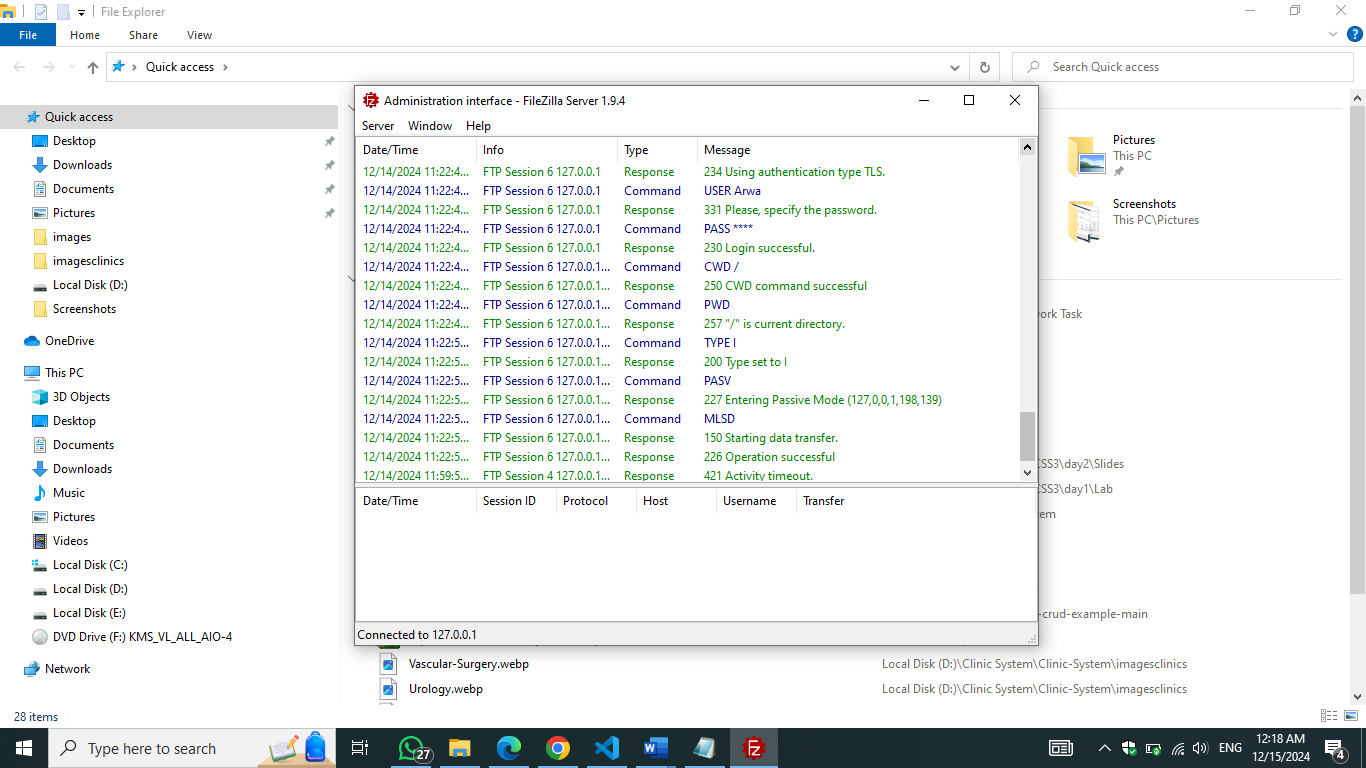 File Explorer
File Home Share View
Quick access
Search Quick access
Quick access
Desktop
Downloads
Documents
Pictures
images
imagesclinics
Local Disk (D:)
Screenshots
OneDrive
This PC
3D Objects
Desktop
Documents
Downloads
Music
Pictures
Videos
Local Disk (C:)
Local Disk (D:)
Local Disk (E:)
DVD Drive (F:) KMS_VL_ALL_AIO-4
Network
28 items
Administration interface - FileZilla Server 1.9.4
Server Window Help
Date/Time Info Type Message
12/14/2024 11:22:4... FTP Session 6 127.0.0.1 Response 234 Using authentication type TLS.
12/14/2024 11:22:4... FTP Session 6 127.0.0.1 Command USER Arwa
12/14/2024 11:22:4... FTP Session 6 127.0.0.1 Response 331 Please, specify the password.
12/14/2024 11:22:4... FTP Session 6 127.0.0.1 Command PASS ****
12/14/2024 11:22:4... FTP Session 6 127.0.0.1 Response 230 Login successful.
12/14/2024 11:22:4... FTP Session 6 127.0.0.1... Command CWD /
12/14/2024 11:22:4... FTP Session 6 127.0.0.1... Response 250 CWD command successful
12/14/2024 11:22:4... FTP Session 6 127.0.0.1... Command PWD
12/14/2024 11:22:4... FTP Session 6 127.0.0.1... Response 257 "/" is current directory.
12/14/2024 11:22:5... FTP Session 6 127.0.0.1... Command TYPE I
12/14/2024 11:22:5... FTP Session 6 127.0.0.1... Response 200 Type set to I
12/14/2024 11:22:5... FTP Session 6 127.0.0.1... Command PASV
12/14/2024 11:22:5... FTP Session 6 127.0.0.1... Response 227 Entering Passive Mode (127,0,0,1,198,139)
12/14/2024 11:22:5... FTP Session 6 127.0.0.1... Command MLSD
12/14/2024 11:22:5... FTP Session 6 127.0.0.1... Response 150 Starting data transfer.
12/14/2024 11:22:5... FTP Session 6 127.0.0.1... Response 226 Operation successful
12/14/2024 11:59:5... FTP Session 4 127.0.0.1... Response 421 Activity timeout.
Date/Time Session ID Protocol Host Username Transfer
Connected to 127.0.0.1
Pictures
This PC
Screenshots
This PC\Pictures
ork Task
CSS3\day2\Slides
CSS3\day1\Lab
em
-crud-example-main
Vascular-Surgery.webp Local Disk (D:)\Clinic System\Clinic-System\imagesclinics
Urology.webp Local Disk (D:)\Clinic System\Clinic-System\imagesclinics
Type here to search
27
ENG
12:18 AM
12/15/2024
4